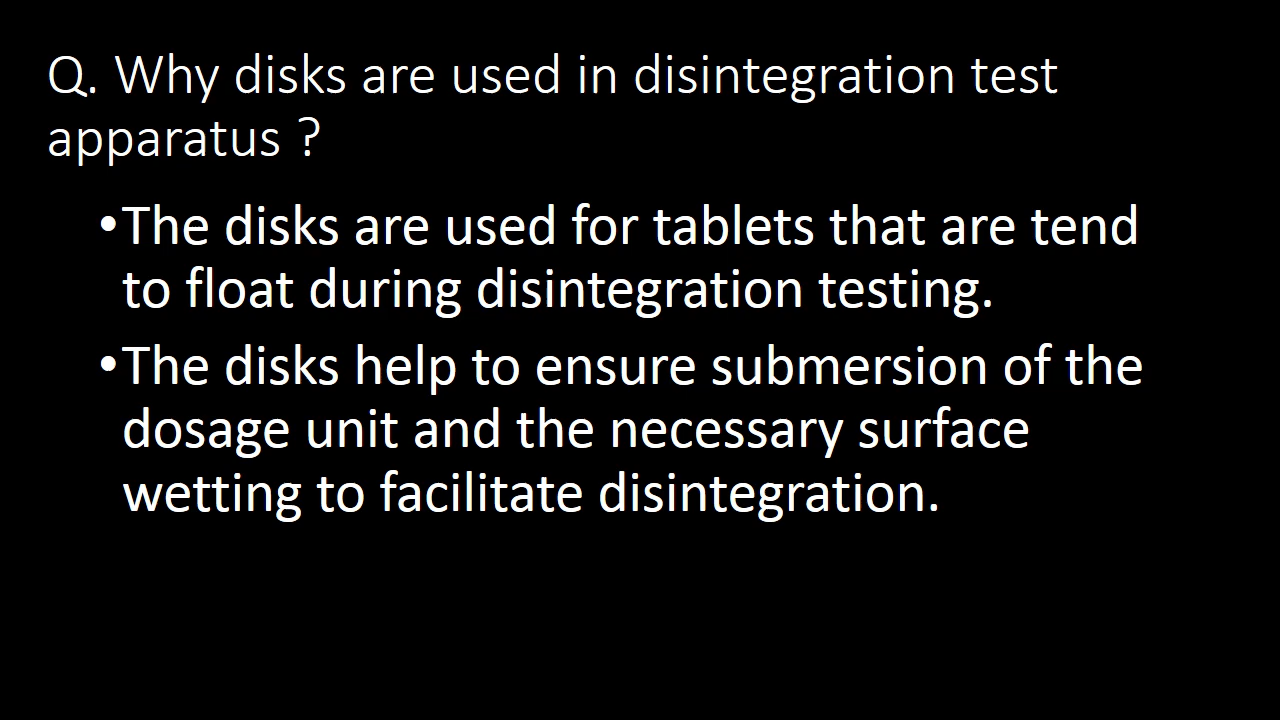 Q. Why disks are used in disintegration test
apparatus ?
•The disks are used for tablets that are tend
to float during disintegration testing.
•The disks help to ensure submersion of the
dosage unit and the necessary surface
wetting to facilitate disintegration.